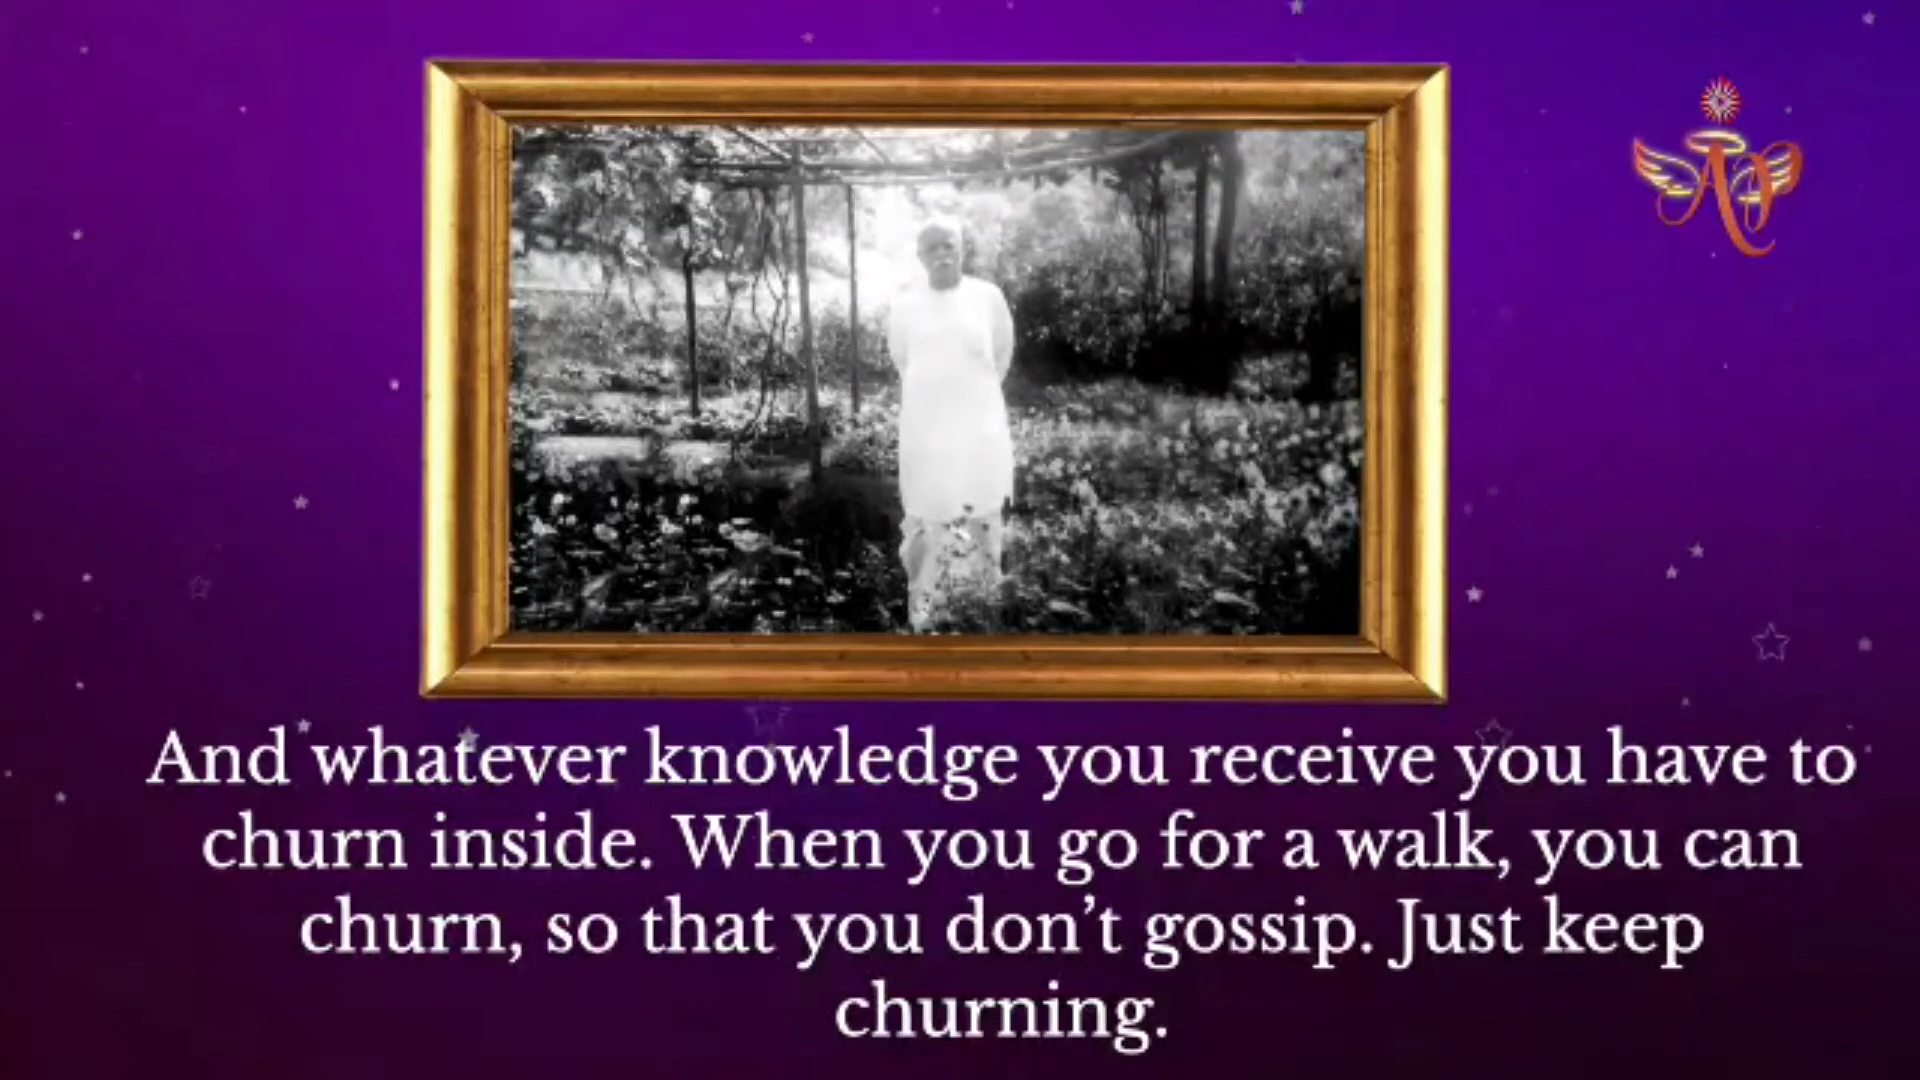 And whatever knowledge you receive you have to
churn inside. When you go for a walk, you can
churn, so that you don’t gossip. Just keep
churning.